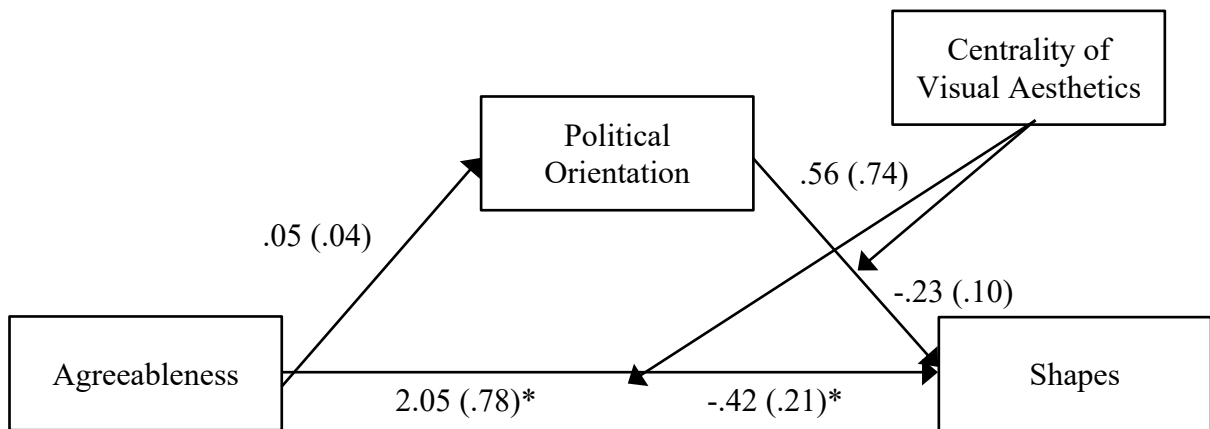 Centrality of
Visual Aesthetics
Political
Orientation
.56 (.74)
.05 (.04)
-.23 (.10)
Agreeableness
Shapes
2.05 (.78)*
-.42 (.21)*